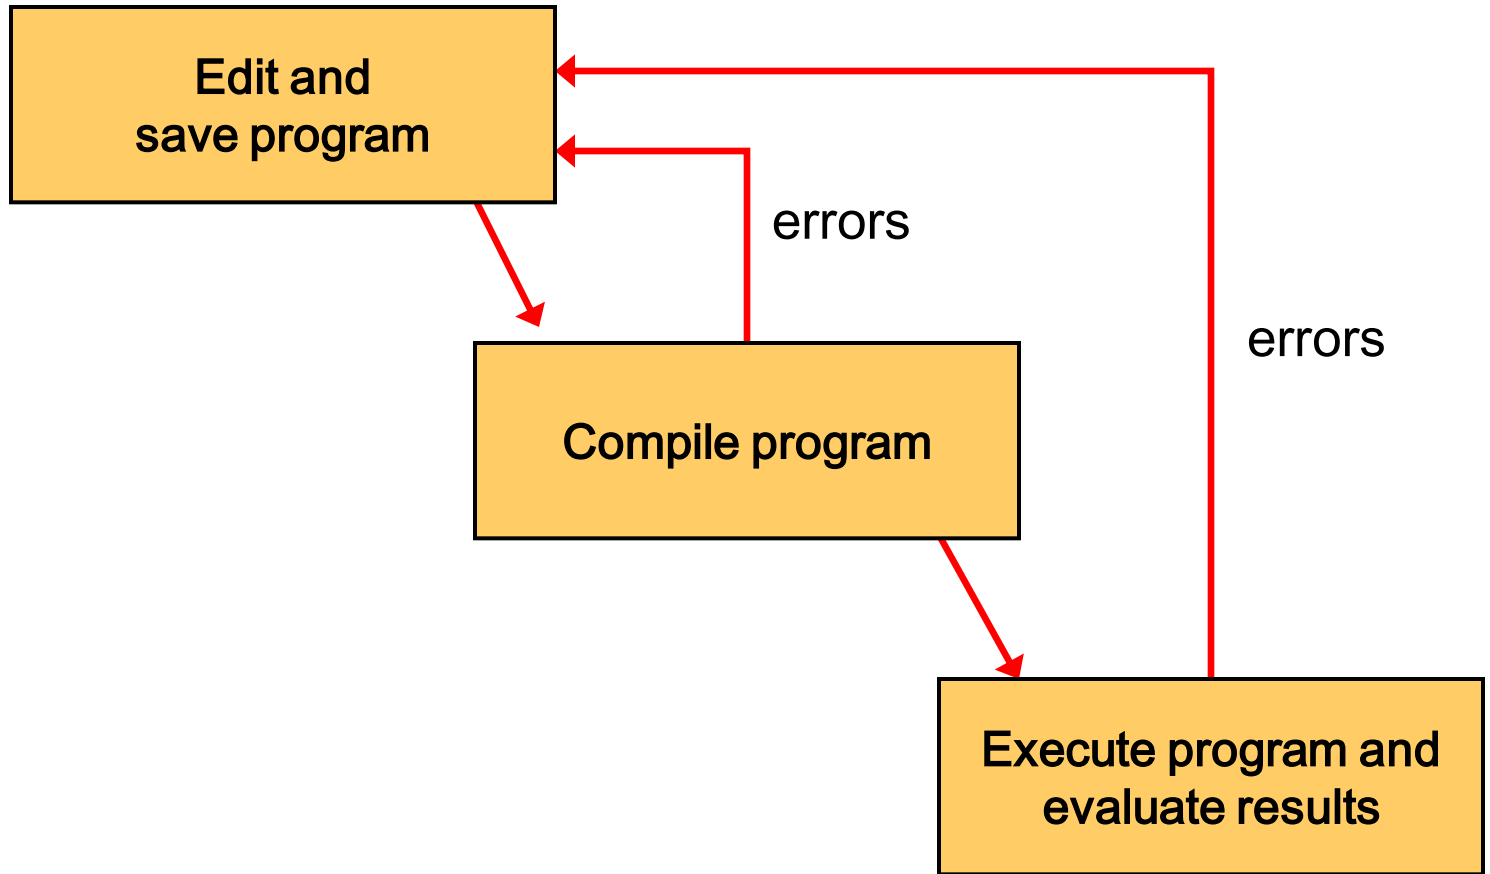 Edit and
save program
errors
errors
Compile program
Execute program and
evaluate results